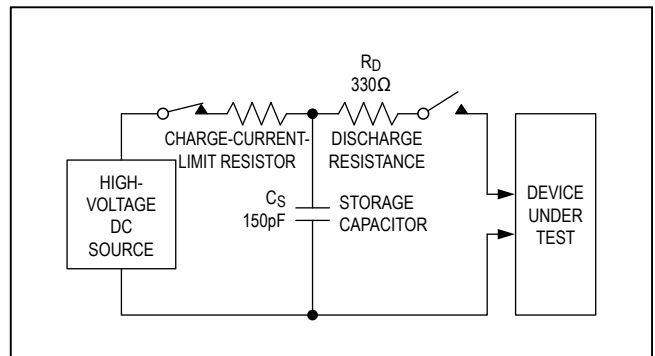 R_D
330Ω
CHARGE-CURRENT-
LIMIT RESISTOR
DISCHARGE
RESISTANCE
HIGH-
VOLTAGE
DC
SOURCE
C_S
150pF
STORAGE
CAPACITOR
DEVICE
UNDER
TEST